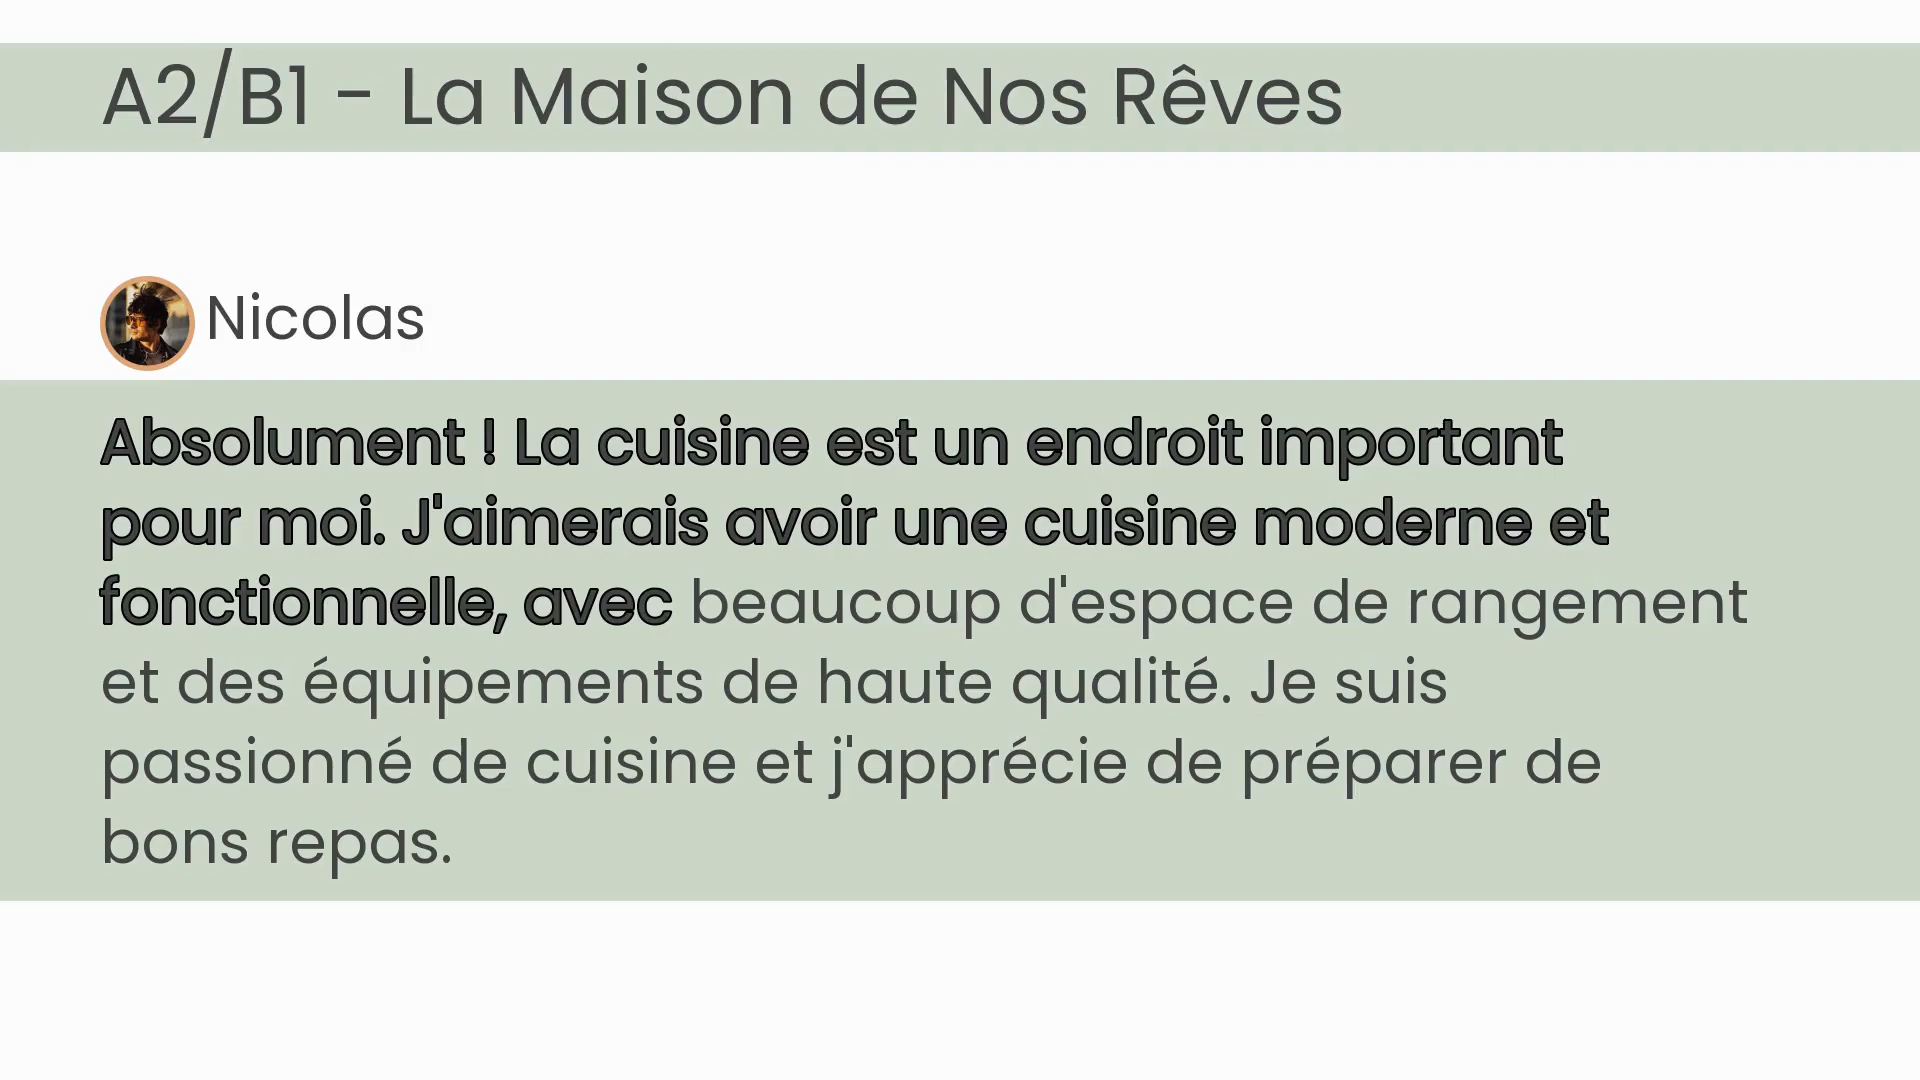 A2/B1 - La Maison de Nos Rêves
Nicolas
Absolument ! La cuisine est un endroit important
pour moi. J'aimerais avoir une cuisine moderne et
fonctionnelle, avec beaucoup d'espace de rangement
et des équipements de haute qualité. Je suis
passionné de cuisine et j'apprécie de préparer de
bons repas.